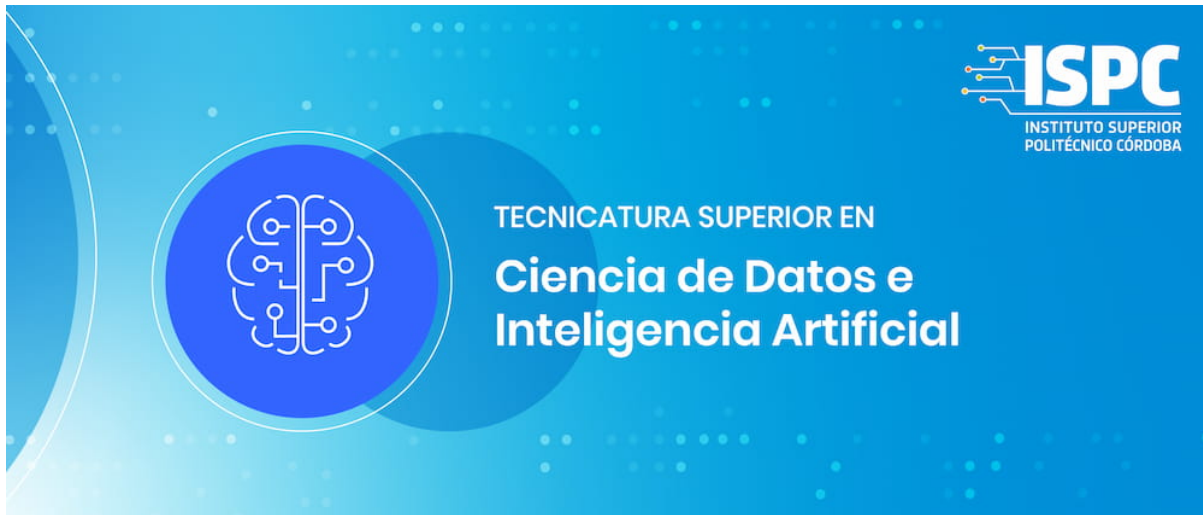 ISPC
INSTITUTO SUPERIOR
POLITÉCNICO CÓRDOBA
TECNICATURA SUPERIOR EN
Ciencia de Datos e
Inteligencia Artificial